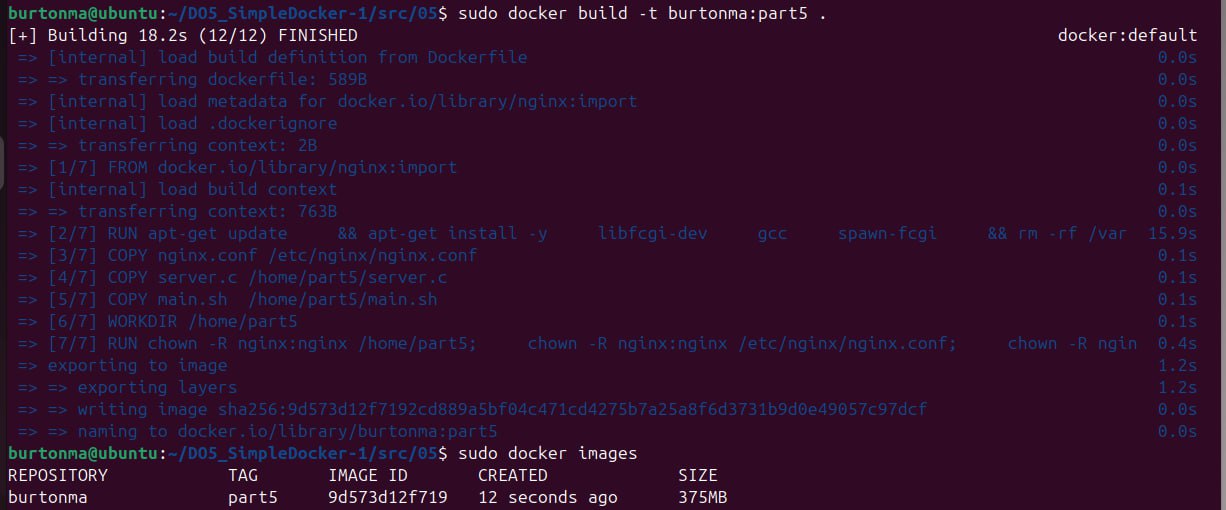 burtonma@ubuntu:~/DO5_SimpleDocker-1/src/05$ sudo docker build -t burtonma:part5 .
[+] Building 18.2s (12/12) FINISHED docker:default
=> [internal] load build definition from Dockerfile 0.0s
=> => transferring dockerfile: 589B 0.0s
=> [internal] load metadata for docker.io/library/nginx:import 0.0s
=> [internal] load .dockerignore 0.0s
=> => transferring context: 2B 0.0s
=> [1/7] FROM docker.io/library/nginx:import 0.0s
=> [internal] load build context 0.1s
=> => transferring context: 763B 0.0s
=> [2/7] RUN apt-get update && apt-get install -y libfcgi-dev gcc spawn-fcgi && rm -rf /var 15.9s
=> [3/7] COPY nginx.conf /etc/nginx/nginx.conf 0.1s
=> [4/7] COPY server.c /home/part5/server.c 0.1s
=> [5/7] COPY main.sh /home/part5/main.sh 0.1s
=> [6/7] WORKDIR /home/part5 0.1s
=> [7/7] RUN chown -R nginx:nginx /home/part5; chown -R nginx:nginx /etc/nginx/nginx.conf; chown -R ngin 0.4s
=> exporting to image 1.2s
=> => exporting layers 1.2s
=> => writing image sha256:9d573d12f7192cd889a5bf04c471cd4275b7a25a8f6d3731b9d0e49057c97dcf 0.0s
=> => naming to docker.io/library/burtonma:part5 0.0s
burtonma@ubuntu:~/DO5_SimpleDocker-1/src/05$ sudo docker images
REPOSITORY TAG IMAGE ID CREATED SIZE
burtonma part5 9d573d12f719 12 seconds ago 375MB